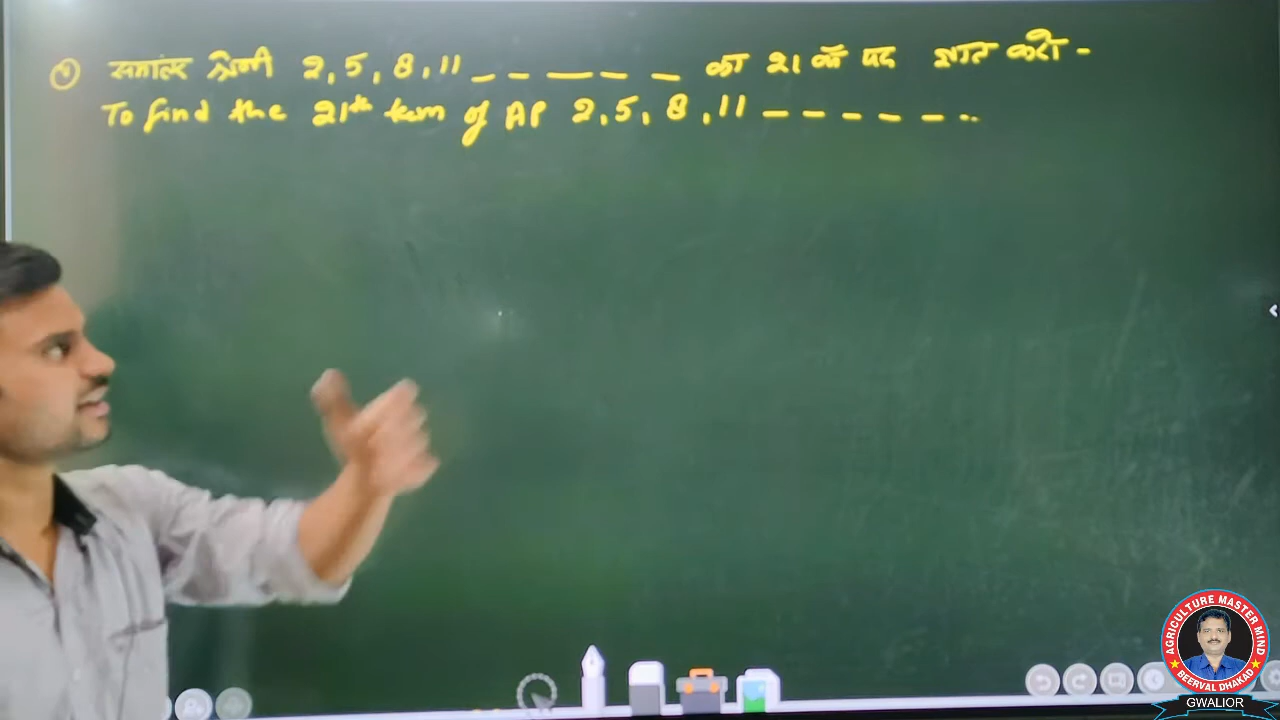 समांतर श्रेणी 2, 5, 8, 11 _ _ _ _ _ का 21 वें पद ज्ञात करो -
To find the 21th term of AP 2, 5, 8, 11 _ _ _ _ _ ..
AGRICULTURE MASTER MIND
BEERVAL DHAKAD
GWALIOR